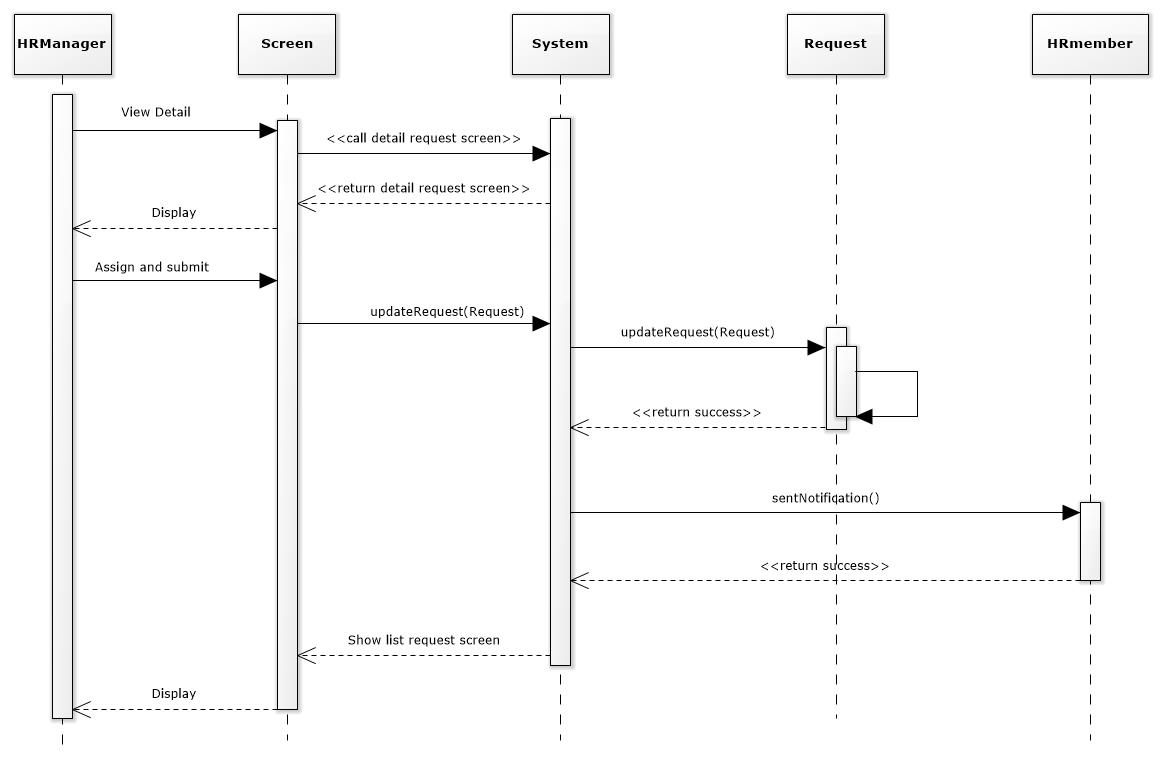 HRManager
Screen
System
Request
HRmember
View Detail
<<call detail request screen>>
<<return detail request screen>>
Display
Assign and submit
updateRequest(Request)
updateRequest(Request)
<<return success>>
sentNotification()
<<return success>>
Show list request screen
Display